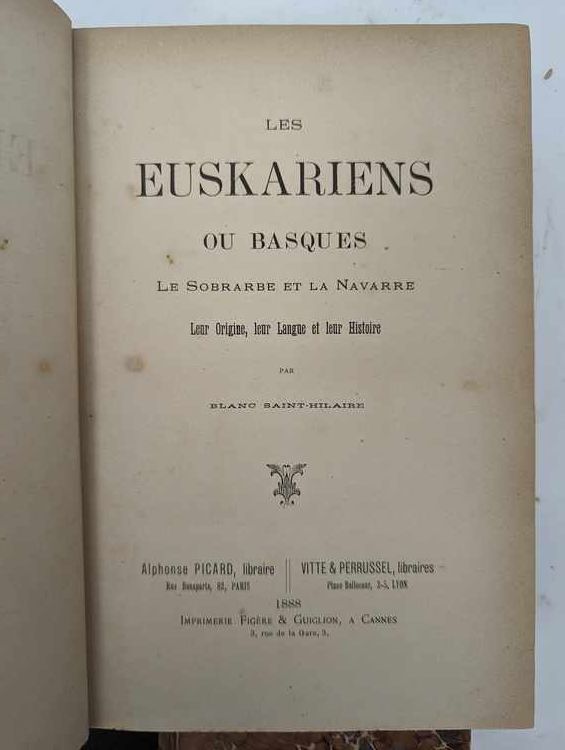 LES
EUSKARIENS
OU BASQUES
LE SOBRARBE ET LA NAVARRE
Leur Origine, leur Langue et leur Histoire
PAR
BLANC SAINT-HILAIRE
Alphonse PICARD, libraire
Rue Bonaparte, 82, PARIS
VITTE & PERRUSSEL, libraires
Place Bellecour, 3-5, LYON
1888
IMPRIMERIE FIGÈRE & GUIGLION, A CANNES
3, rue de la Gare, 3.